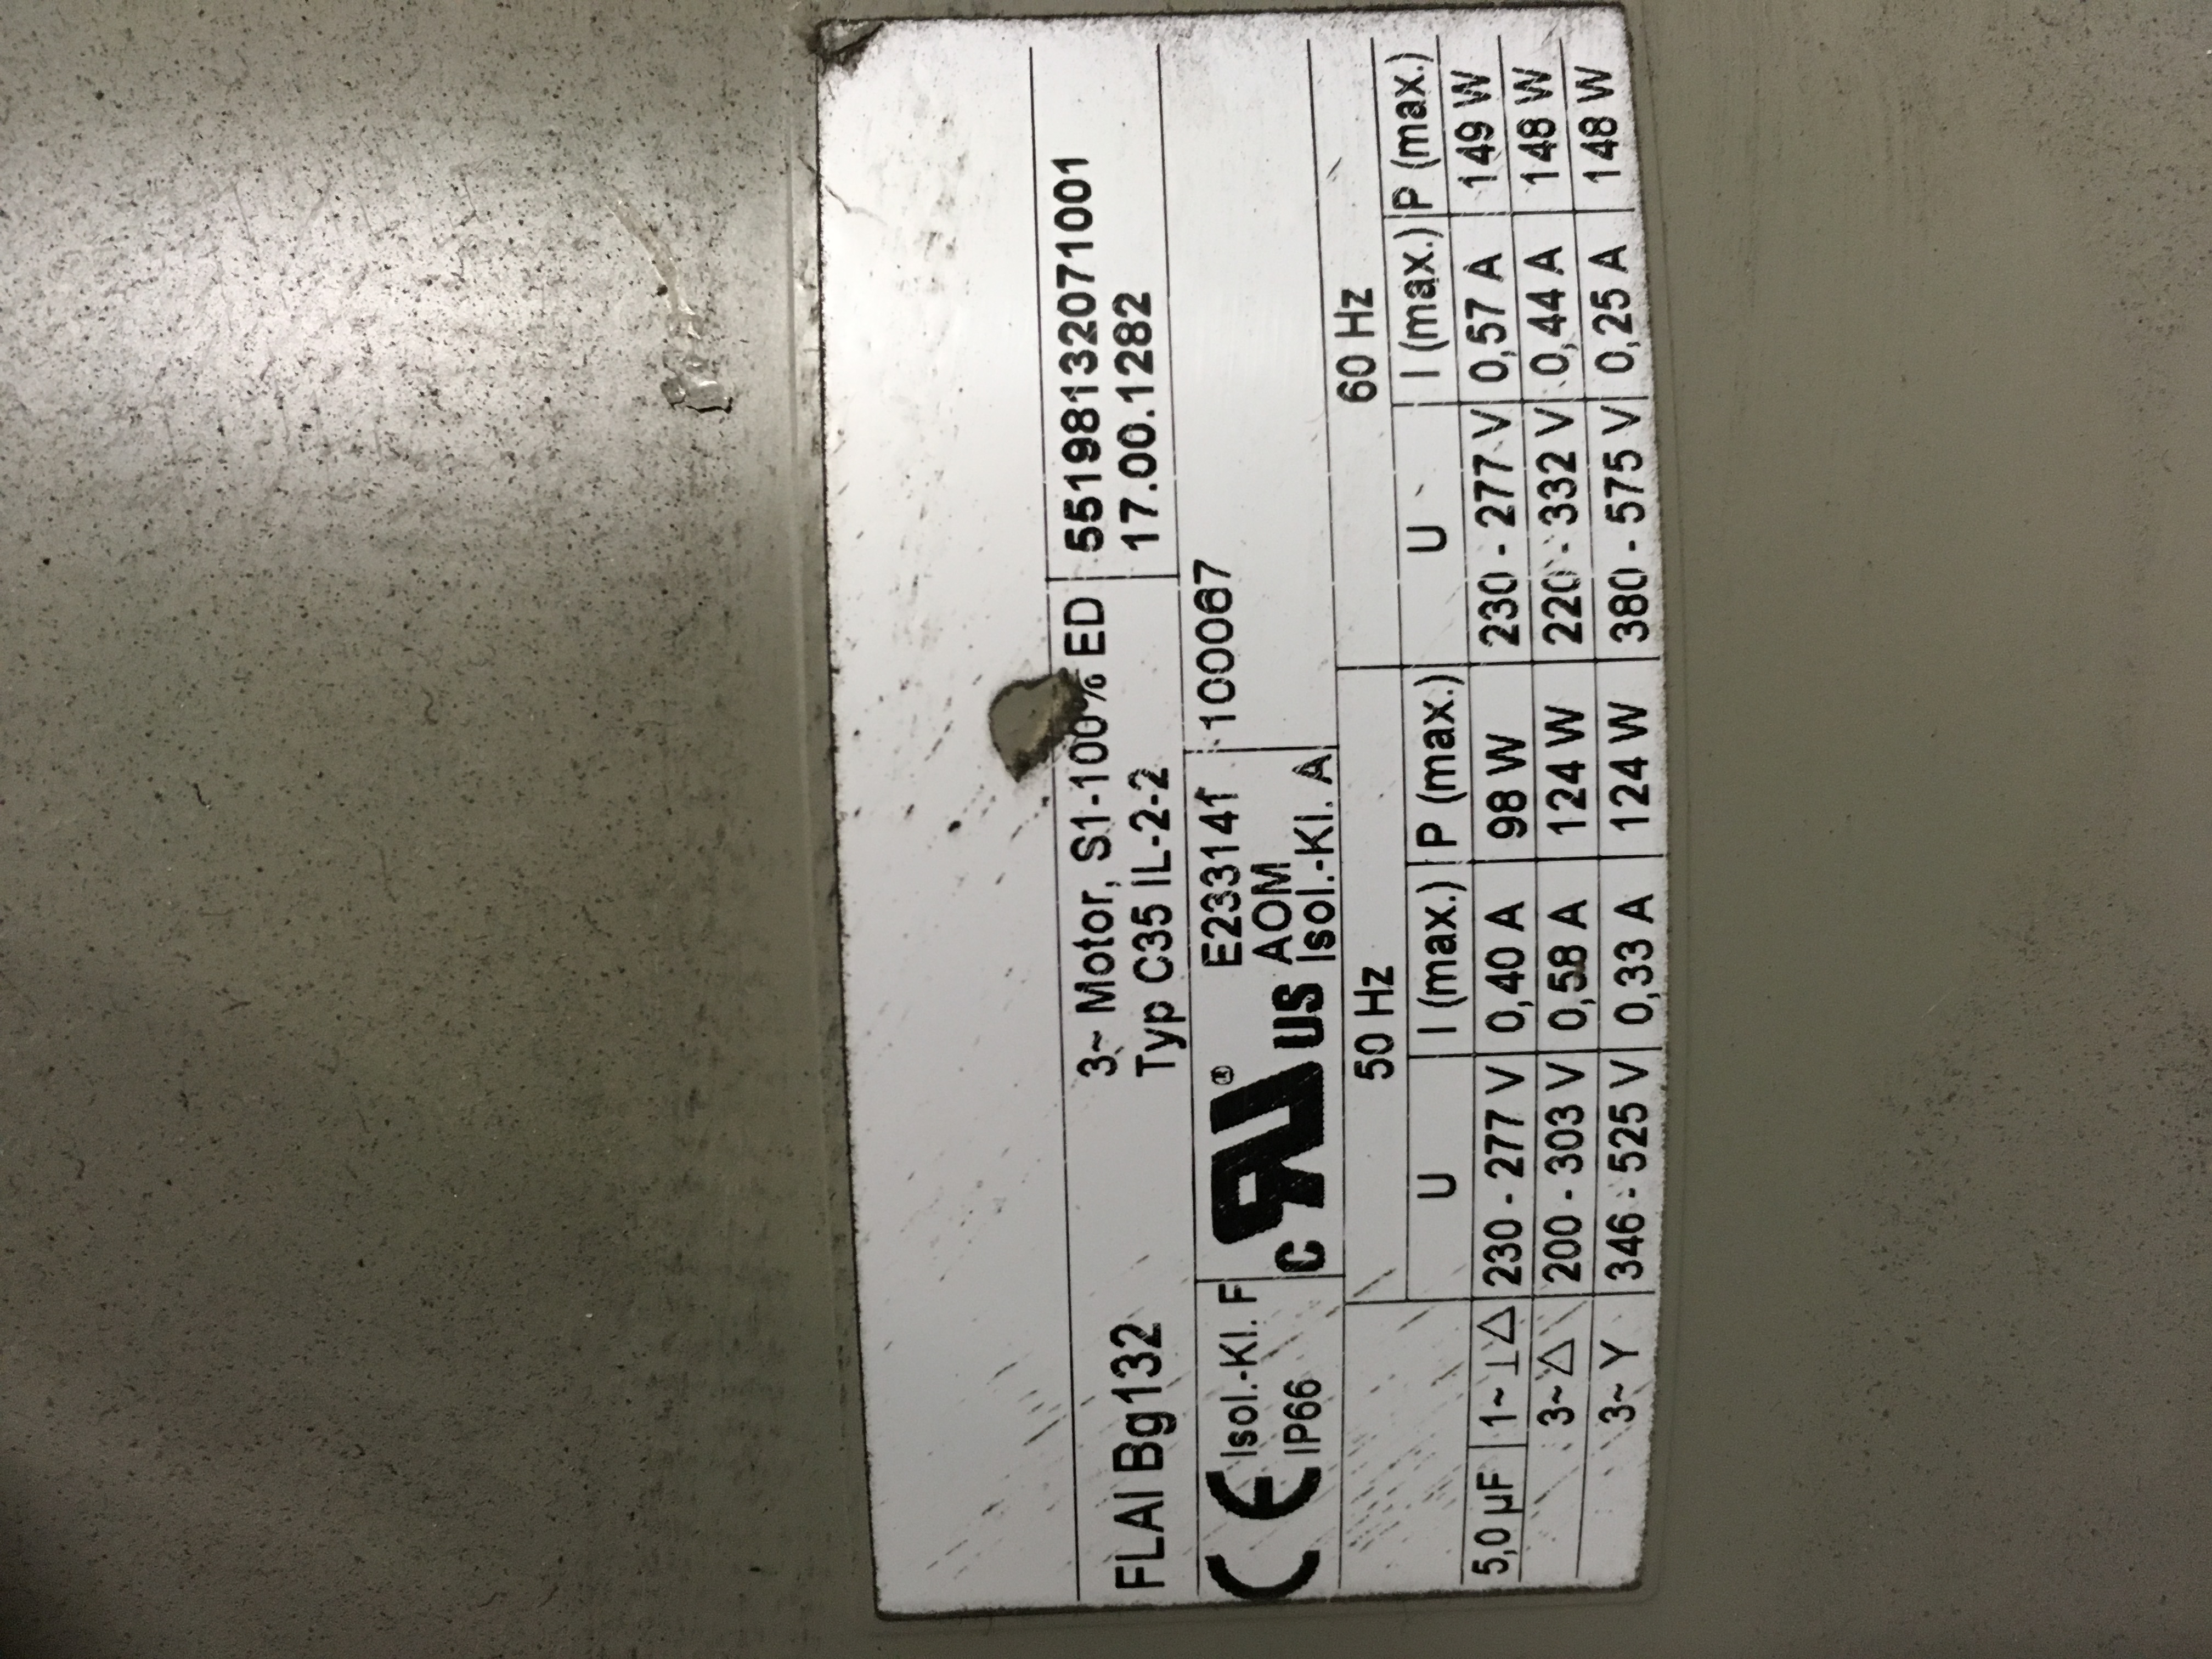 3~ Motor, S1-100% ED 55198132071001
FLAI Bg132 Typ C35 IL-2-2 17.00.1282
CE Isol.-Kl. F
IP66
c US ® E233141
AOM
Isol.-Kl. A
100067
50 Hz 60 Hz
U I (max.) P (max.) U I (max.) P (max.)
5,0 µF 1~ ⊥△ 230 - 277 V 0,40 A 98 W 230 - 277 V 0,57 A 149 W
3~ △ 200 - 303 V 0,58 A 124 W 220 - 332 V 0,44 A 148 W
3~ Y 346 - 525 V 0,33 A 124 W 380 - 575 V 0,25 A 148 W